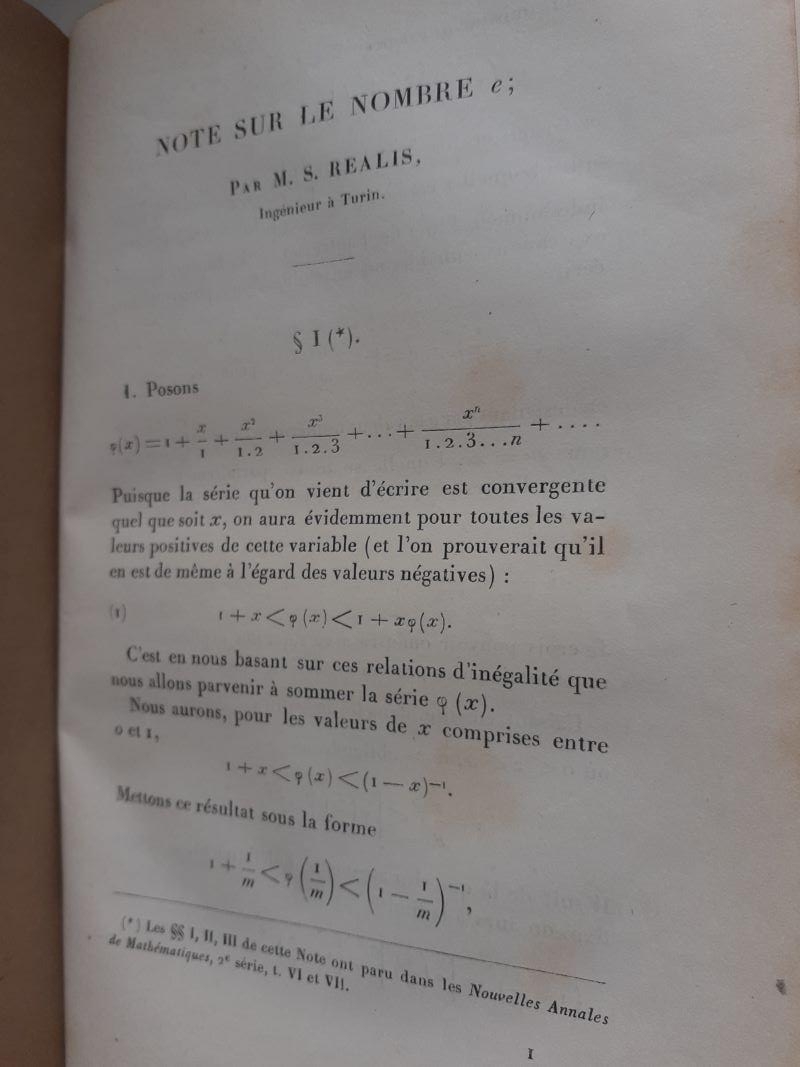 NOTE SUR LE NOMBRE e;
PAR M. S. REALIS,
Ingénieur à Turin.
§ I (*).
1. Posons
φ(x) = 1 + x/1 + x²/1.2 + x³/1.2.3 + ... + xⁿ/1.2.3...n + ....
Puisque la série qu'on vient d'écrire est convergente
quel que soit x, on aura évidemment pour toutes les va-
leurs positives de cette variable (et l'on prouverait qu'il
en est de même à l'égard des valeurs négatives) :
(1) 1 + x < φ(x) < 1 + xφ(x).
C'est en nous basant sur ces relations d'inégalité que
nous allons parvenir à sommer la série φ (x).
Nous aurons, pour les valeurs de x comprises entre
0 et 1,
1 + x < φ(x) < (1 — x)⁻¹.
Mettons ce résultat sous la forme
1 + 1/m < φ(1/m) < (1 — 1/m)⁻¹,
(*) Les §§ I, II, III de cette Note ont paru dans les Nouvelles Annales
de Mathématiques, 2e série, t. VI et VII.
1